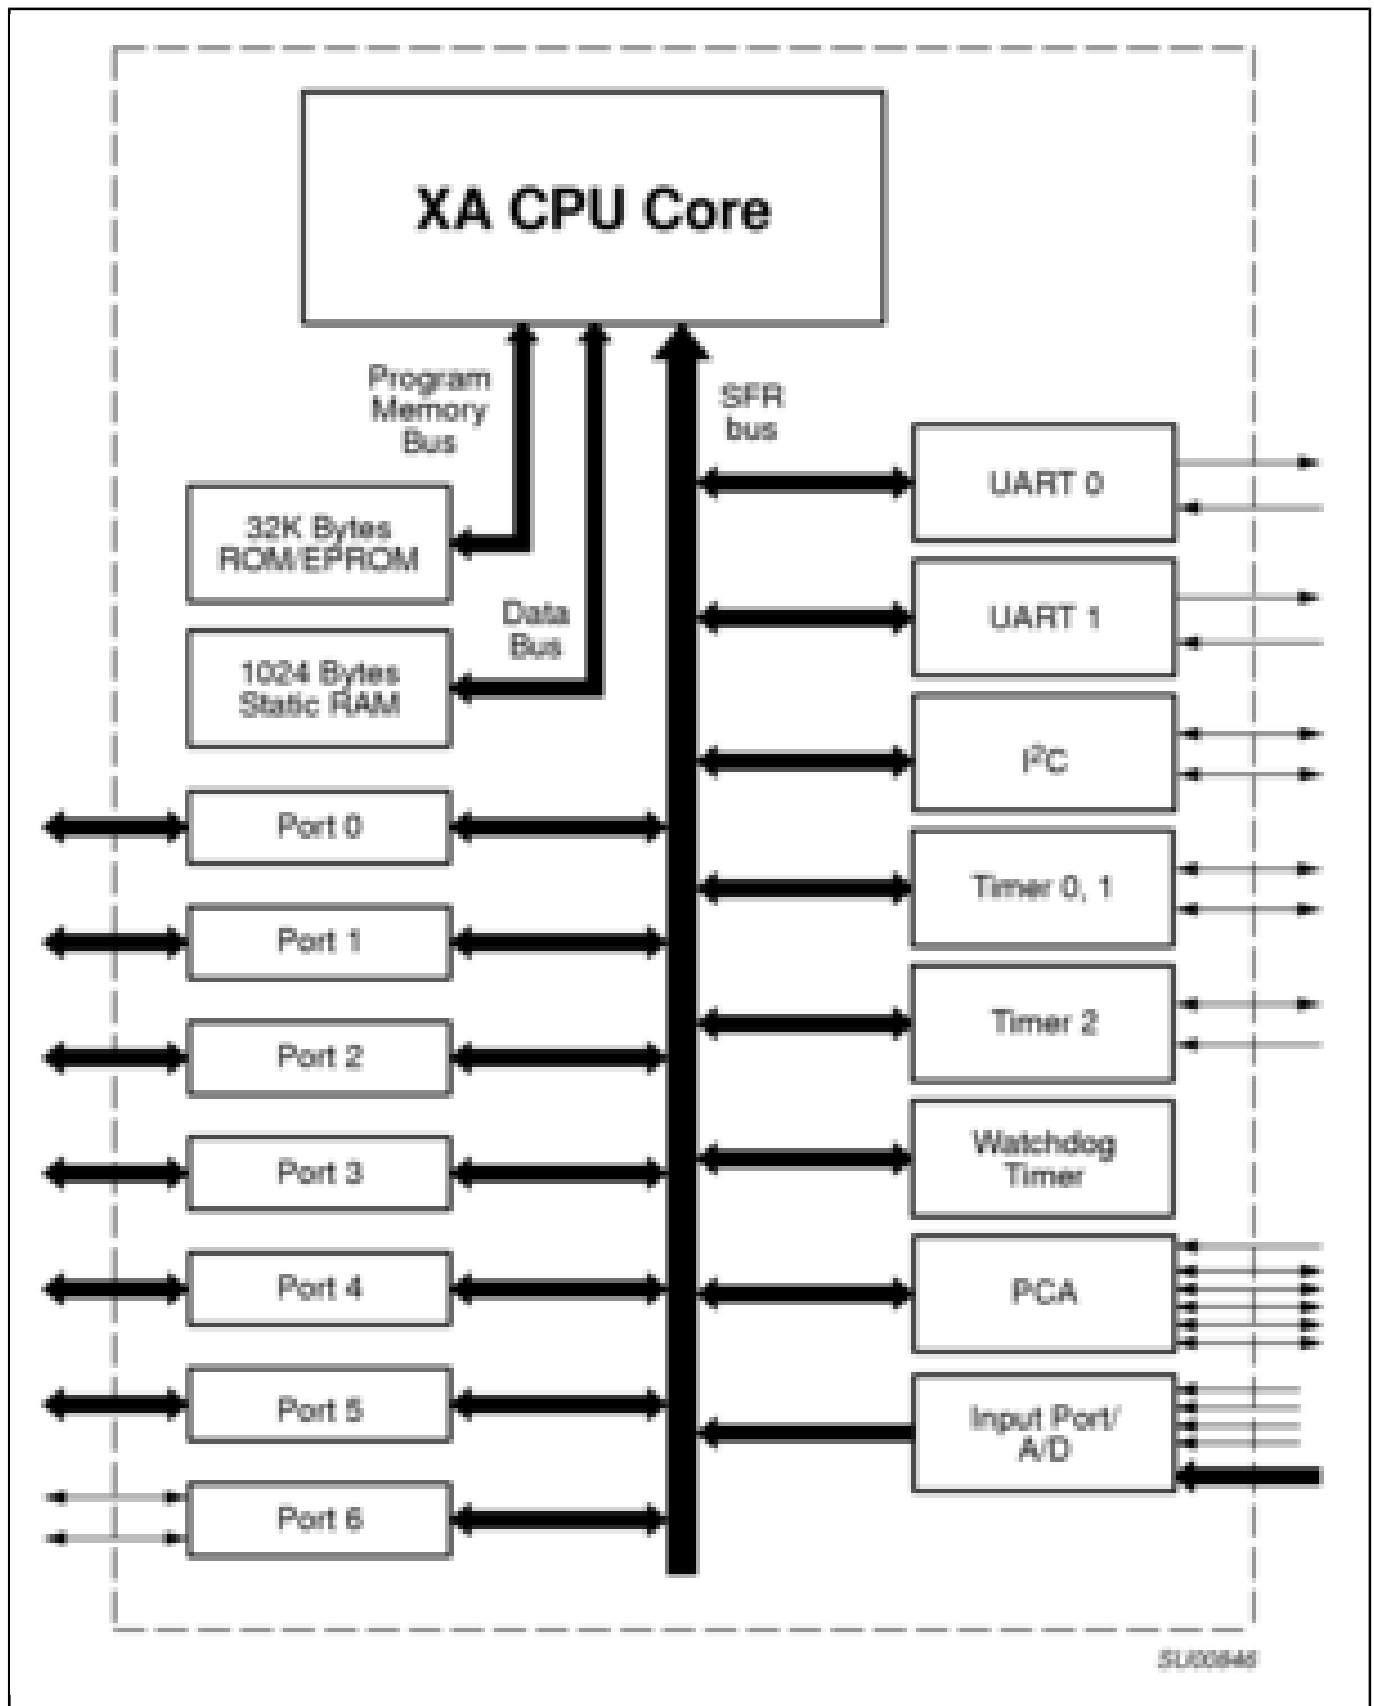 XA CPU Core
Program
Memory
Bus
SFR
bus
32K Bytes
ROM/EPROM
Data
Bus
1024 Bytes
Static RAM
Port 0
Port 1
Port 2
Port 3
Port 4
Port 5
Port 6
UART 0
UART 1
I²C
Timer 0, 1
Timer 2
Watchdog
Timer
PCA
Input Port/
A/D
SU00846